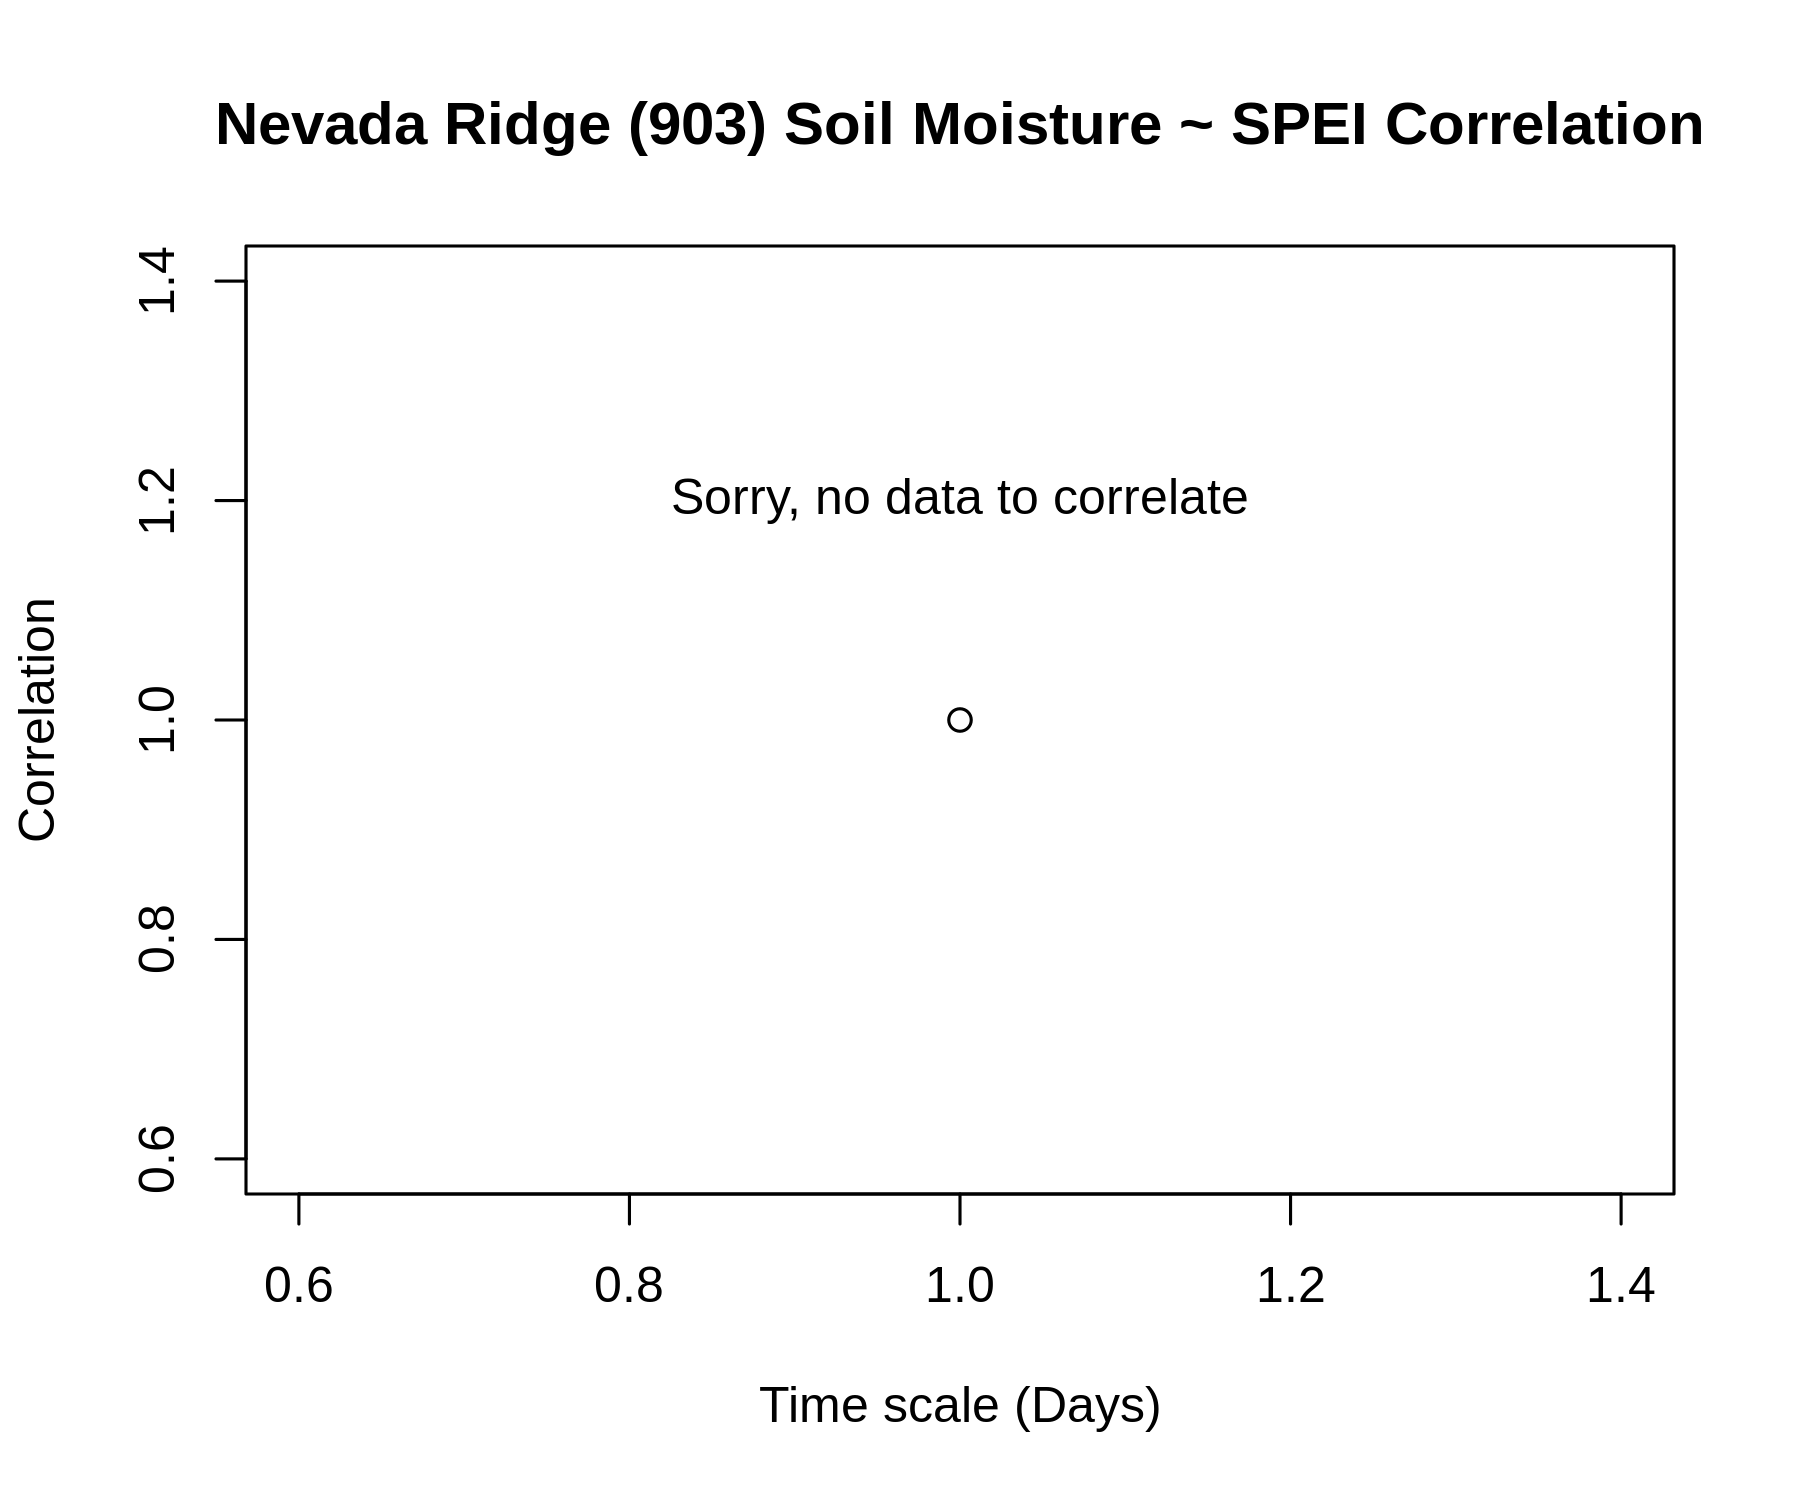 Nevada Ridge (903) Soil Moisture ~ SPEI Correlation
1.4
1.2
1.0
0.8
0.6
Correlation
Sorry, no data to correlate
0.6 0.8 1.0 1.2 1.4
Time scale (Days)